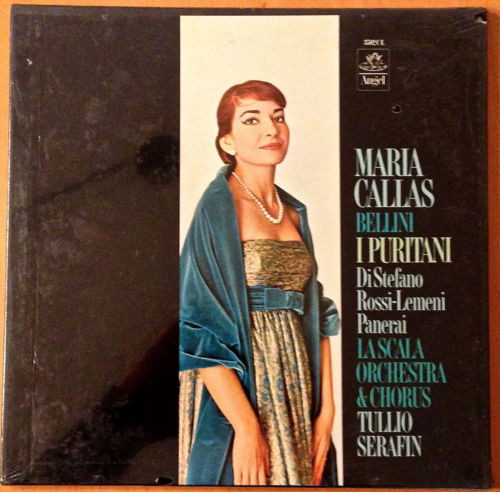 Angel
MARIA
CALLAS
BELLINI
I PURITANI
Di Stefano
Rossi-Lemeni
Panerai
LA SCALA
ORCHESTRA
& CHORUS
TULLIO
SERAFIN